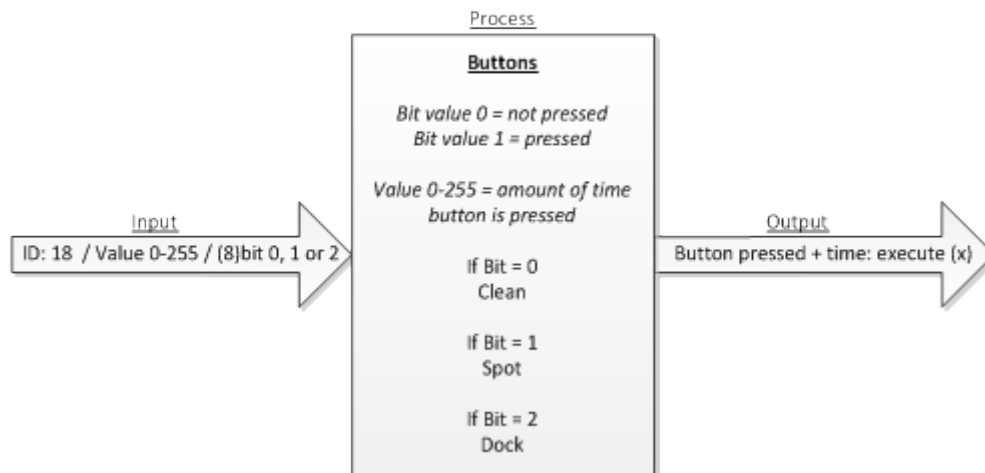 Process
Buttons
Bit value 0 = not pressed
Bit value 1 = pressed
Value 0-255 = amount of time
button is pressed
If Bit = 0
Clean
If Bit = 1
Spot
If Bit = 2
Dock
Input
ID: 18 / Value 0-255 / (8)bit 0, 1 or 2
Output
Button pressed + time: execute (x)